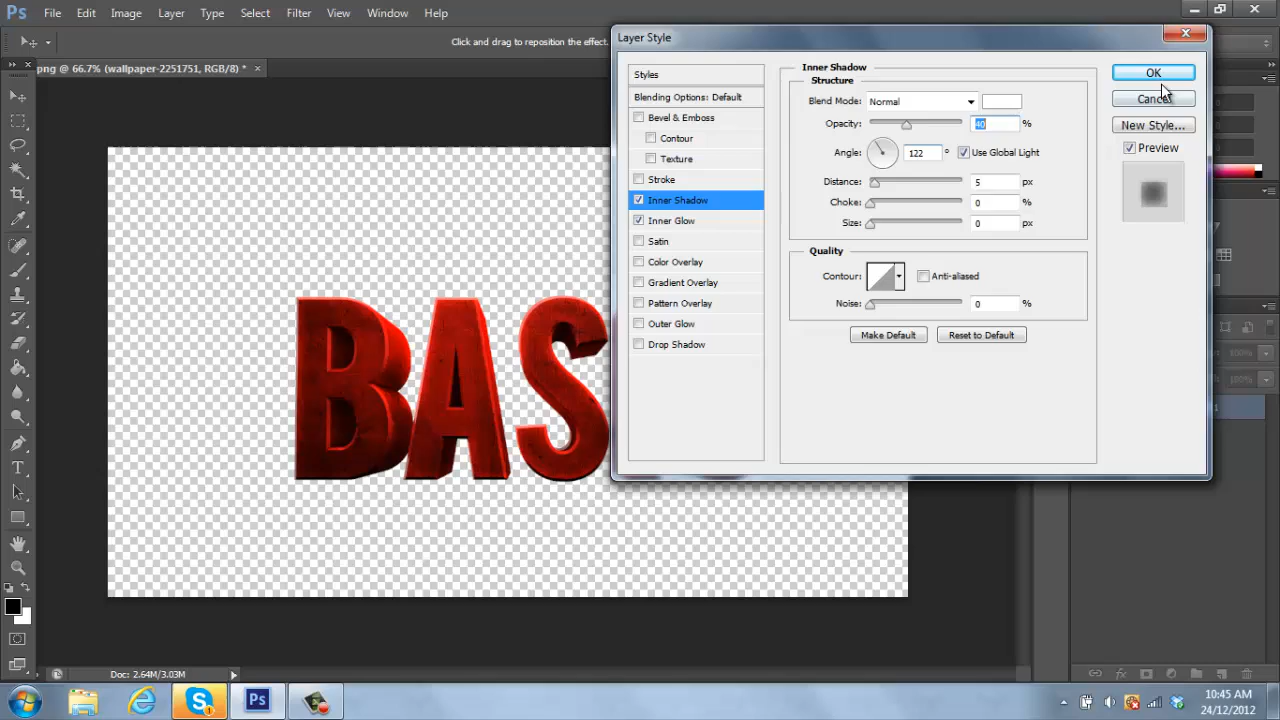 Ps File Edit Image Layer Type Select Filter View Window Help
Click and drag to reposition the effect.
png @ 66.7% (wallpaper-2251751, RGB/8) *
Layer Style
Styles
Blending Options: Default
Bevel & Emboss
Contour
Texture
Stroke
Inner Shadow
Inner Glow
Satin
Color Overlay
Gradient Overlay
Pattern Overlay
Outer Glow
Drop Shadow
Inner Shadow
Structure
Blend Mode: Normal
Opacity: 40 %
Angle: 122 ° Use Global Light
Distance: 5 px
Choke: 0 %
Size: 0 px
Quality
Contour: Anti-aliased
Noise: 0 %
Make Default Reset to Default
OK
Cancel
New Style...
Preview
BAS
100%
100%
Doc: 2.64M/3.03M
Ps
10:45 AM
24/12/2012